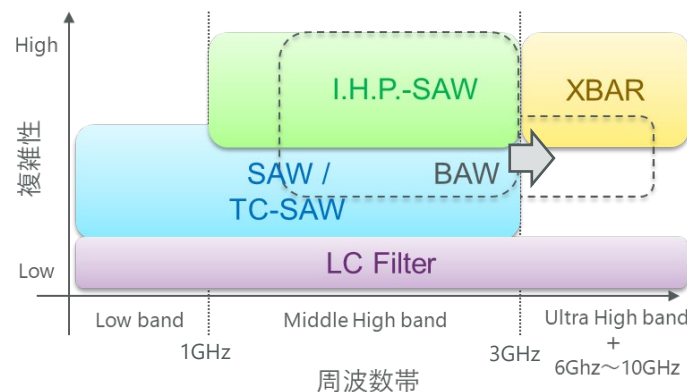 High
I.H.P.-SAW
XBAR
複雑性
SAW /
TC-SAW
BAW
LC Filter
Low
Low band
Middle High band
Ultra High band
+
6Ghz～10GHz
1GHz
3GHz
周波数帯